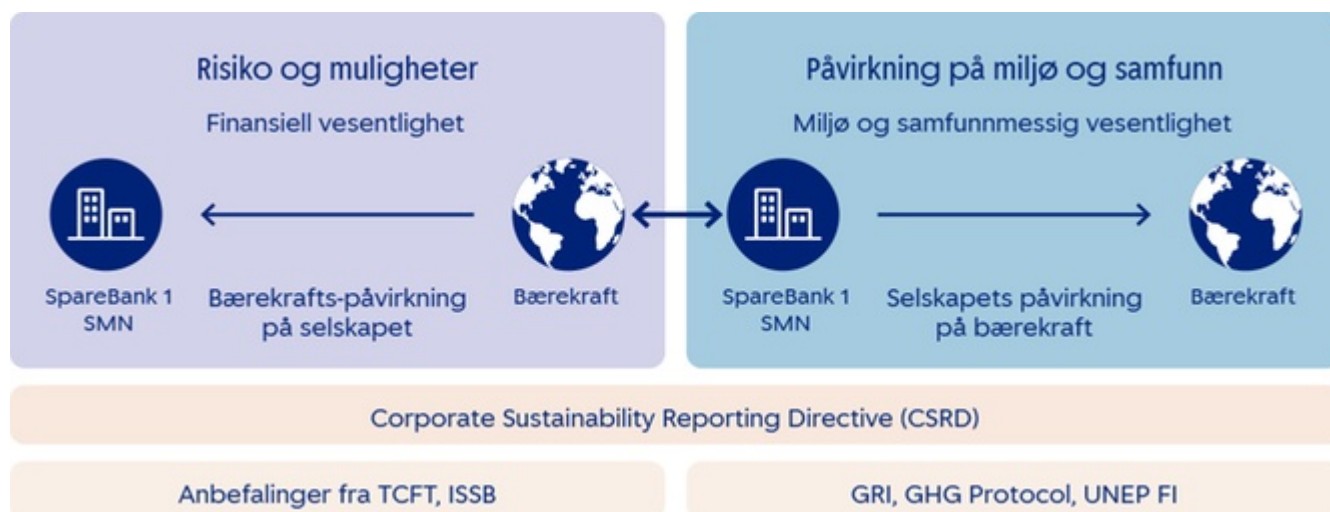 Risiko og muligheter
Finansiell vesentlighet
SpareBank 1
SMN
Bærekrafts-påvirkning
på selskapet
Bærekraft
Påvirkning på miljø og samfunn
Miljø og samfunnmessig vesentlighet
SpareBank 1
SMN
Selskapets påvirkning
på bærekraft
Bærekraft
Corporate Sustainability Reporting Directive (CSRD)
Anbefalinger fra TCFT, ISSB
GRI, GHG Protocol, UNEP FI